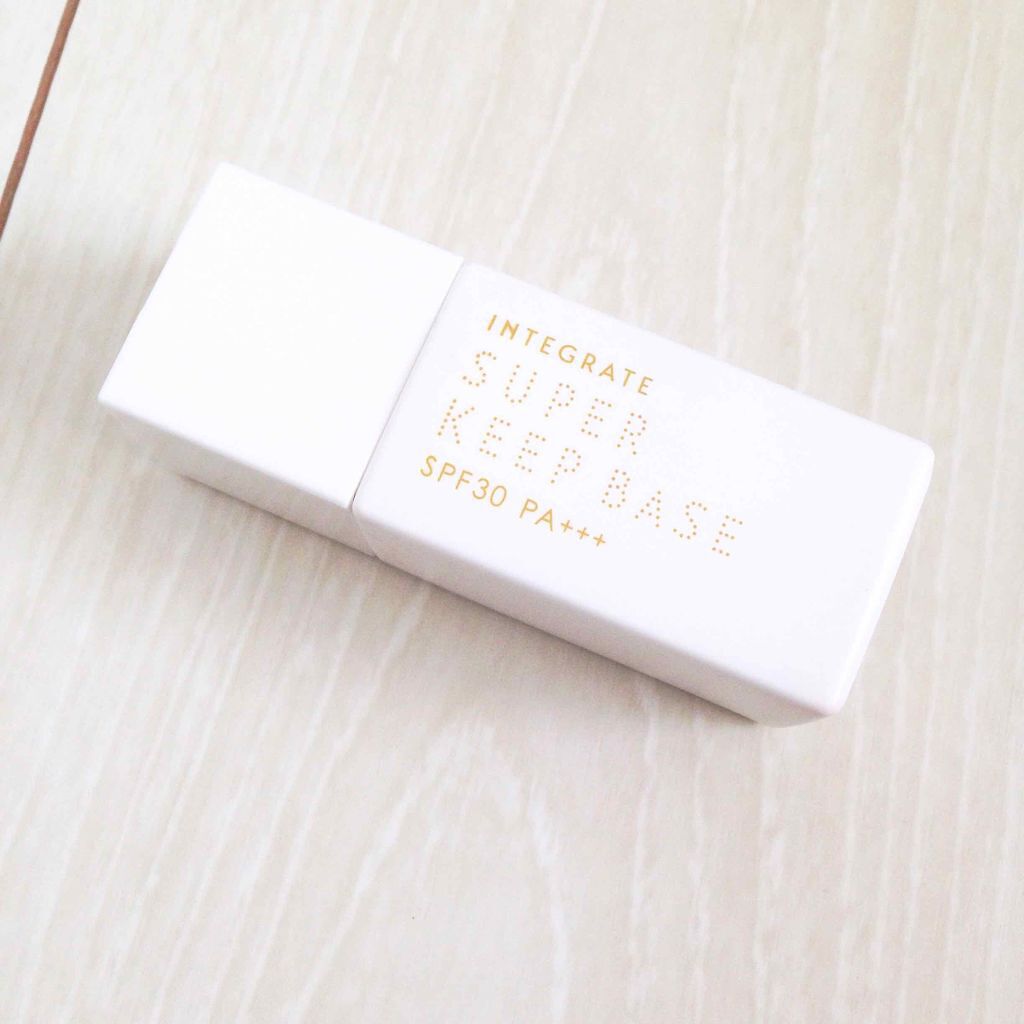 INTEGRATE
SUPER
KEEP BASE
SPF30 PA+++